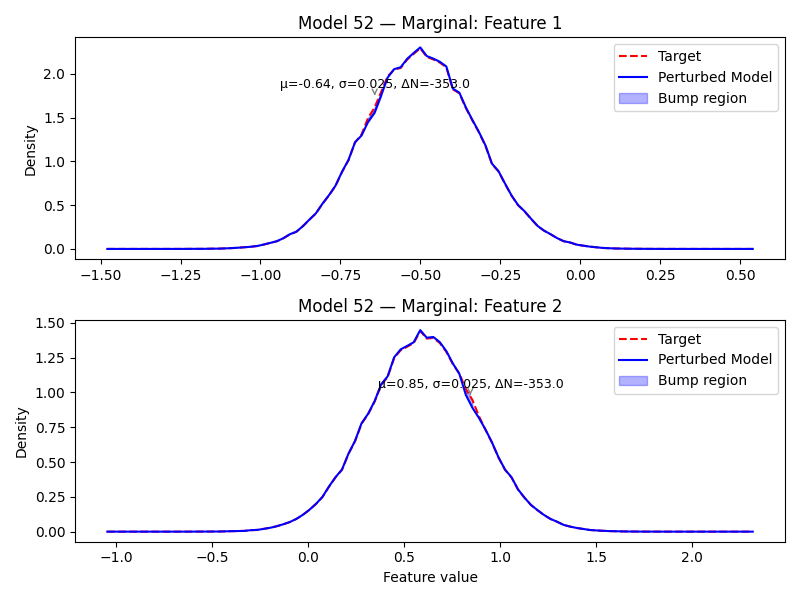 Model 52 — Marginal: Feature 1
Target
Perturbed Model
Bump region
μ=-0.64, σ=0.025, ΔN=-353.0
Density
2.0
1.5
1.0
0.5
0.0
−1.50
−1.25
−1.00
−0.75
−0.50
−0.25
0.00
0.25
0.50
Model 52 — Marginal: Feature 2
Target
Perturbed Model
Bump region
μ=0.85, σ=0.025, ΔN=-353.0
Density
1.50
1.25
1.00
0.75
0.50
0.25
0.00
−1.0
−0.5
0.0
0.5
1.0
1.5
2.0
Feature value